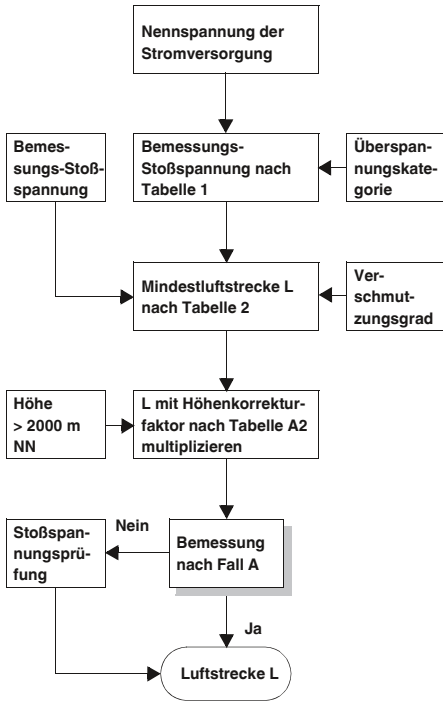 Nennspannung der
Stromversorgung
Bemes-
sungs-Stoß-
spannung
Bemessungs-
Stoßspannung nach
Tabelle 1
Überspan-
nungskate-
gorie
Mindestluftstrecke L
nach Tabelle 2
Ver-
schmut-
zungsgrad
Höhe
> 2000 m
NN
L mit Höhenkorrektur-
faktor nach Tabelle A2
multiplizieren
Stoßspan-
nungsprü-
fung
Nein
Bemessung
nach Fall A
Ja
Luftstrecke L